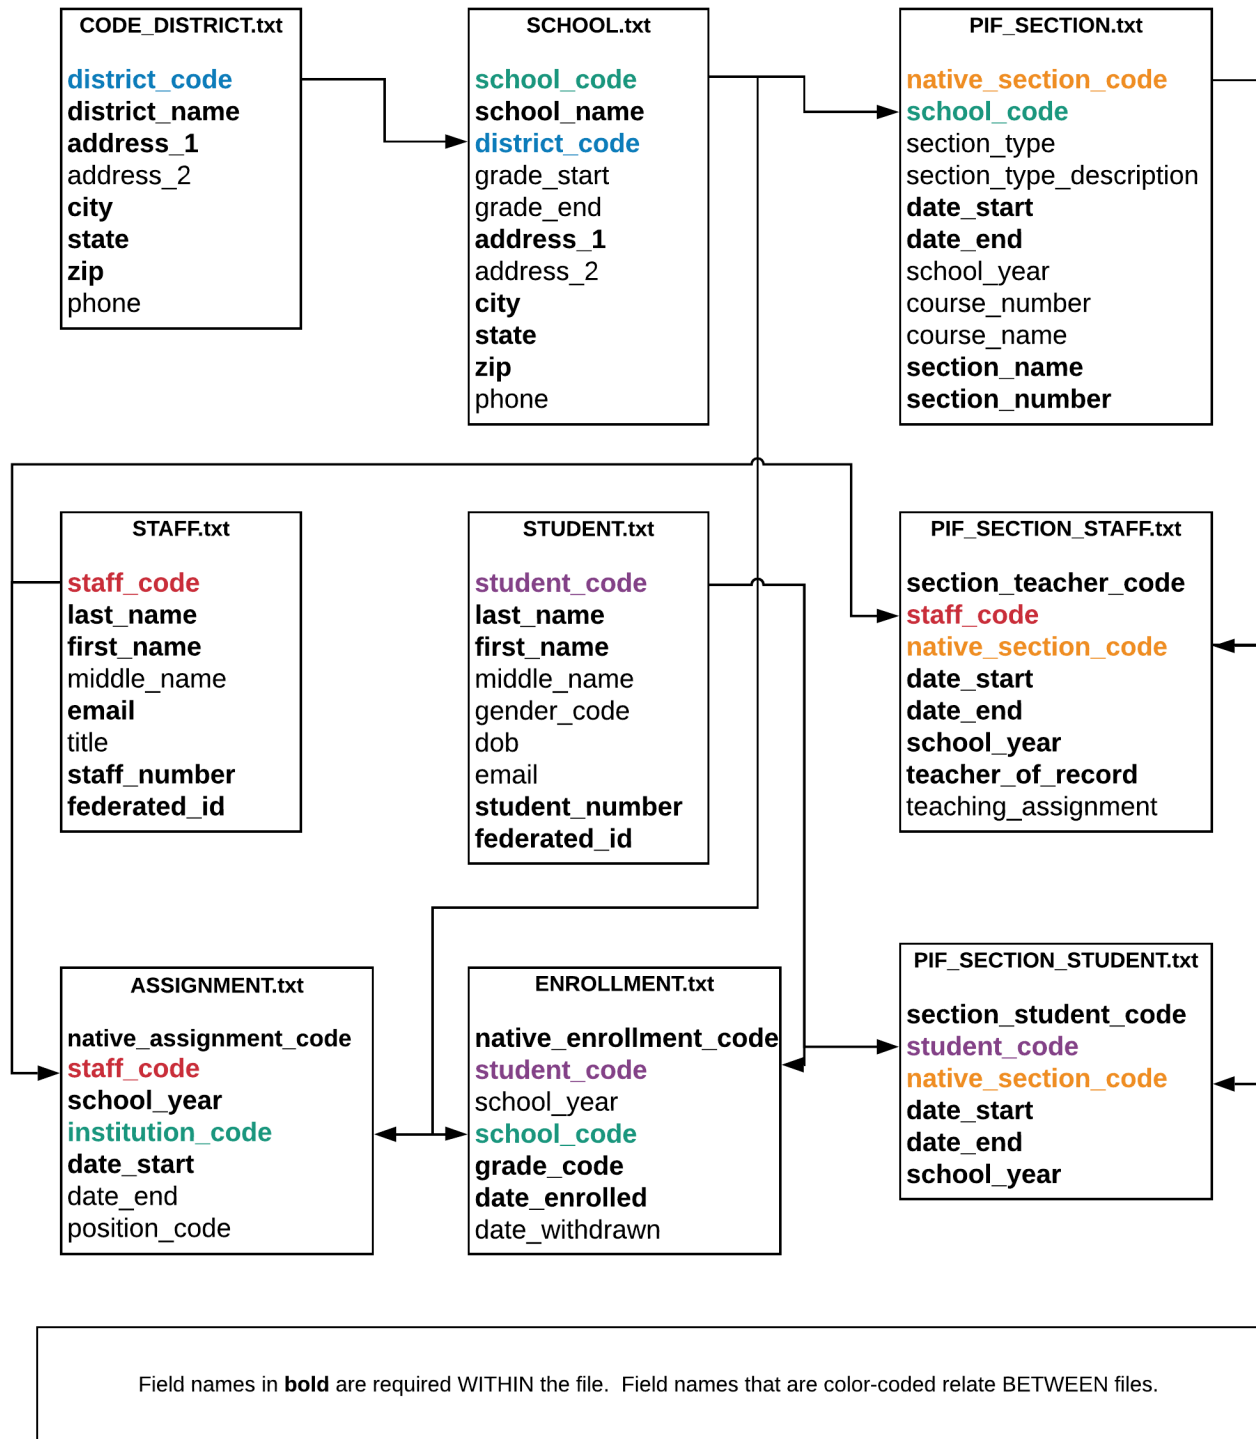 CODE_DISTRICT.txt
district_code
district_name
address_1
address_2
city
state
zip
phone
SCHOOL.txt
school_code
school_name
district_code
grade_start
grade_end
address_1
address_2
city
state
zip
phone
PIF_SECTION.txt
native_section_code
school_code
section_type
section_type_description
date_start
date_end
school_year
course_number
course_name
section_name
section_number
STAFF.txt
staff_code
last_name
first_name
middle_name
email
title
staff_number
federated_id
STUDENT.txt
student_code
last_name
first_name
middle_name
gender_code
dob
email
student_number
federated_id
PIF_SECTION_STAFF.txt
section_teacher_code
staff_code
native_section_code
date_start
date_end
school_year
teacher_of_record
teaching_assignment
ASSIGNMENT.txt
native_assignment_code
staff_code
school_year
institution_code
date_start
date_end
position_code
ENROLLMENT.txt
native_enrollment_code
student_code
school_year
school_code
grade_code
date_enrolled
date_withdrawn
PIF_SECTION_STUDENT.txt
section_student_code
student_code
native_section_code
date_start
date_end
school_year
Field names in bold are required WITHIN the file.  Field names that are color-coded relate BETWEEN files.